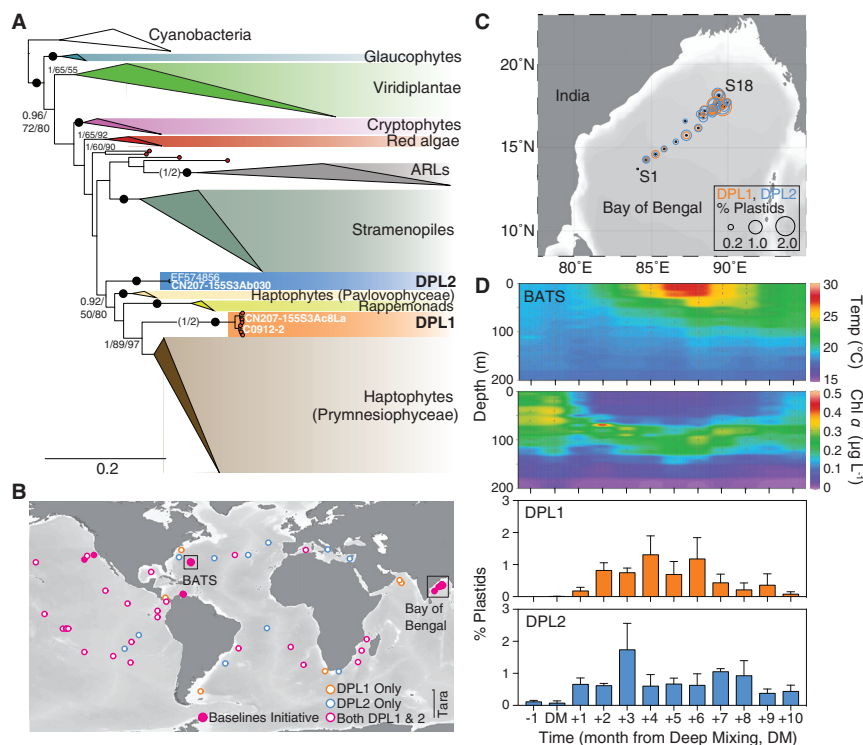 A
Cyanobacteria
Glaucophytes
1/65/55
Viridiplantae
0.96/
72/80
Cryptophytes
1/65/92
Red algae
1/60/90
(1/2)
ARLs
Stramenopiles
EF574856
DPL2
CN207-155S3Ab030
0.92/
50/80
Haptophytes (Pavlovophyceae)
Rappemonads
(1/2)
CN207-155S3Ac8La
DPL1
C0912-2
1/89/97
Haptophytes
(Prymnesiophyceae)
0.2
B
BATS
Bay of
Bengal
DPL1 Only
DPL2 Only
Both DPL1 & 2
Tara
Baselines Initiative
C
20˚N
15˚N
10˚N
India
S18
S1
Bay of Bengal
DPL1, DPL2
% Plastids
0.2 1.0 2.0
80˚E 85˚E 90˚E
D
BATS
0
100
200
Depth (m)
30
25
20
15
Temp (°C)
0
100
200
0.5
0.4
0.3
0.2
0.1
0.0
Chl a
(µg L-1)
DPL1
3
2
1
0
% Plastids
DPL2
3
2
1
0
-1 DM +1 +2 +3 +4 +5 +6 +7 +8 +9 +10
Time (month from Deep Mixing, DM)